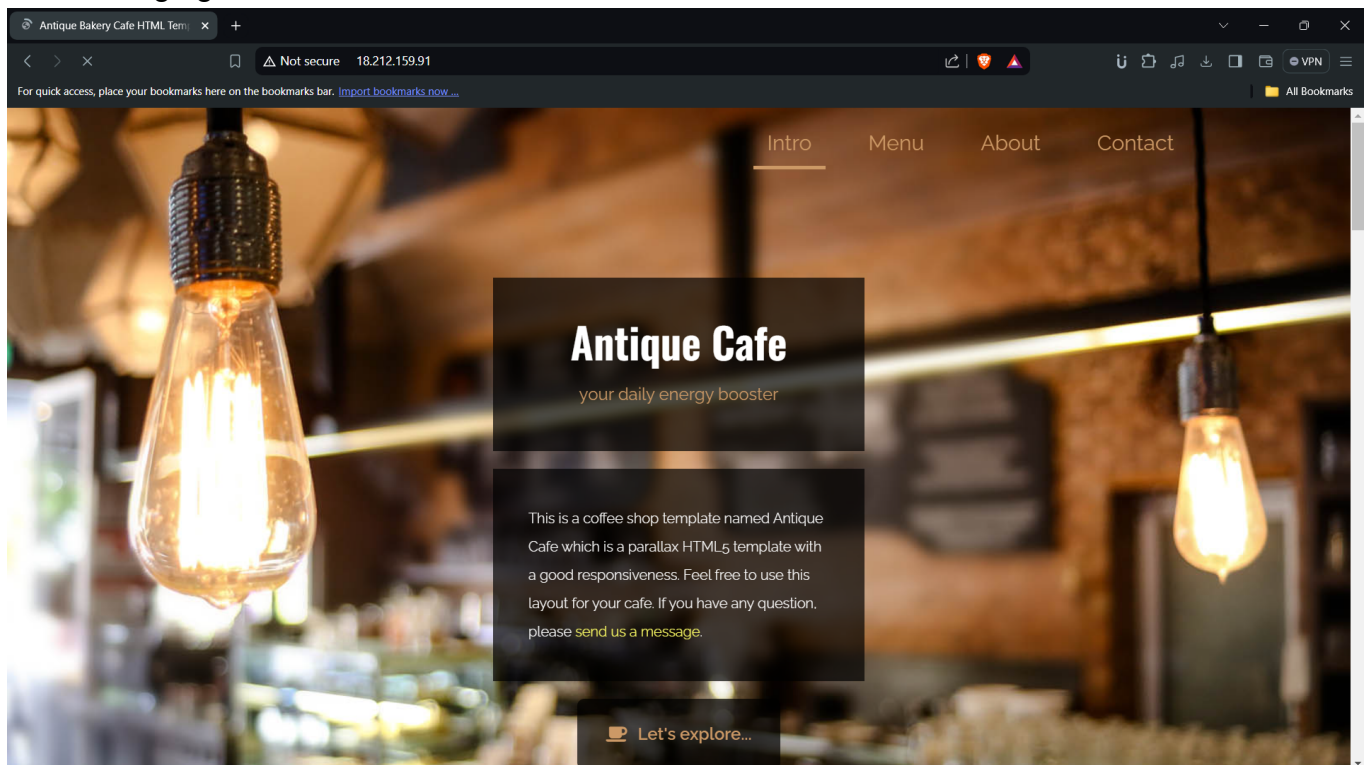 Antique Bakery Cafe HTML Tem
Not secure 18.212.159.91
VPN
For quick access, place your bookmarks here on the bookmarks bar. Import bookmarks now ...
All Bookmarks
Intro Menu About Contact
Antique Cafe
your daily energy booster
This is a coffee shop template named Antique
Cafe which is a parallax HTML5 template with
a good responsiveness. Feel free to use this
layout for your cafe. If you have any question,
please send us a message.
Let's explore...